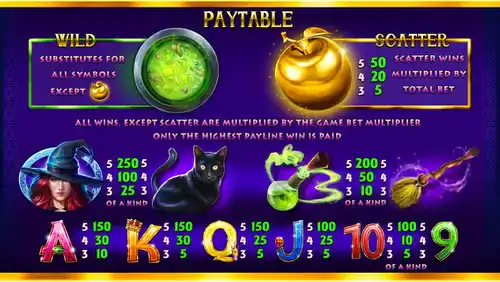 PAYTABLE
WILD
SUBSTITUTES FOR
ALL SYMBOLS
EXCEPT
SCATTER
5 50
4 20
3 5
SCATTER WINS
MULTIPLIED BY
TOTAL BET
ALL WINS, EXCEPT SCATTER ARE MULTIPLIED BY THE GAME BET MULTIPLIER
ONLY THE HIGHEST PAYLINE WIN IS PAID
5 250 5
4 100 4
3 25 3
OF A KIND
5 200 5
4 50 4
3 10 3
OF A KIND
A 5 150 K 5 150 Q 5 150 J 5 100 10 5 100 5 9
4 30 4 30 4 25 4 25 4 25 4
3 10 3 5 3 5 3 5 3 5 3
OF A KIND